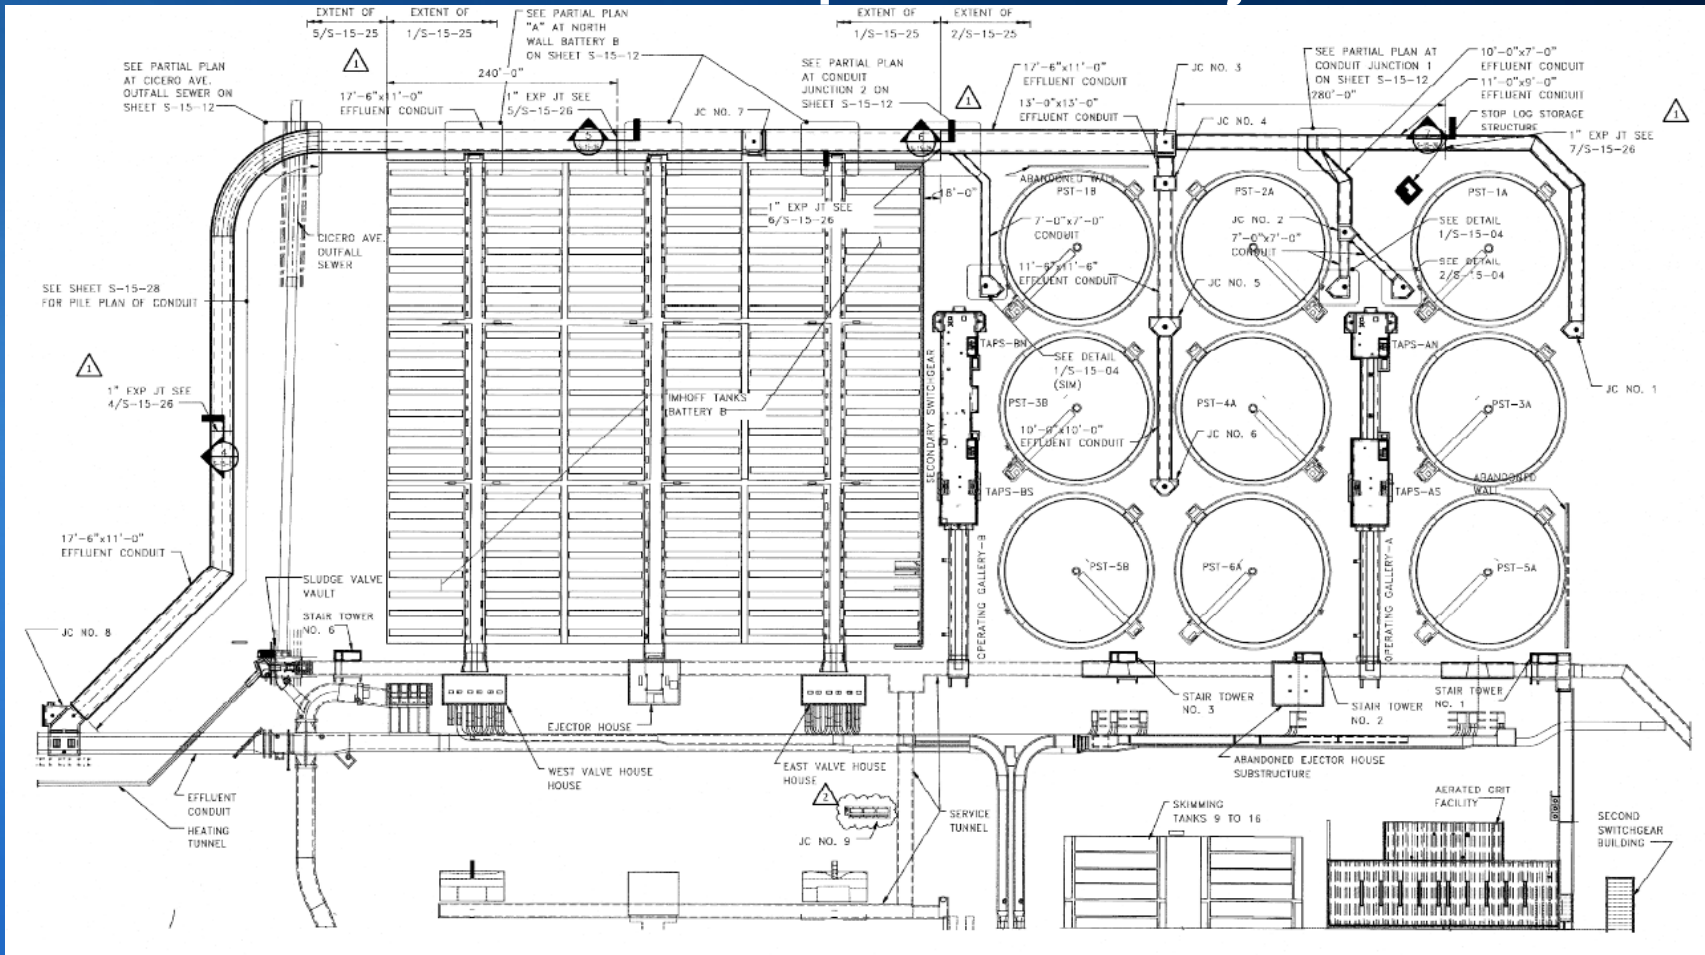 EXTENT OF
5/S-15-25
EXTENT OF
1/S-15-25
SEE PARTIAL PLAN
"A" AT NORTH
WALL BATTERY B
ON SHEET S-15-12
EXTENT OF
1/S-15-25
EXTENT OF
2/S-15-25
SEE PARTIAL PLAN
AT CICERO AVE.
OUTFALL SEWER ON
SHEET S-15-12
1
240'-0"
17'-6"x11'-0"
EFFLUENT CONDUIT
1" EXP JT SEE
5/S-15-26
JC NO. 7
SEE PARTIAL PLAN
AT CONDUIT
JUNCTION 2 ON
SHEET S-15-12
1
17'-6"x11'-0"
EFFLUENT CONDUIT
13'-0"x13'-0"
EFFLUENT CONDUIT
JC NO. 3
JC NO. 4
SEE PARTIAL PLAN AT
CONDUIT JUNCTION 1
ON SHEET S-15-12
280'-0"
10'-0"x7'-0"
EFFLUENT CONDUIT
11'-0"x9'-0"
EFFLUENT CONDUIT
STOP LOG STORAGE
STRUCTURE
1" EXP JT SEE
7/S-15-26
1
5
6
ABANDONED WALL
PST-1B
PST-2A
PST-1A
18'-0"
1" EXP JT SEE
6/S-15-26
7'-0"x7'-0"
CONDUIT
JC NO. 2
7'-0"x7'-0"
CONDUIT
SEE DETAIL
1/S-15-04
SEE DETAIL
2/S-15-04
CICERO AVE.
OUTFALL
SEWER
SEE SHEET S-15-28
FOR PILE PLAN OF CONDUIT
11'-6"x11'-6"
EFFLUENT CONDUIT
JC NO. 5
1
TAPS-BN
TAPS-AN
SEE DETAIL
1/S-15-04
(SIM)
JC NO. 1
1" EXP JT SEE
4/S-15-26
4
IMHOFF TANKS
BATTERY B
SECONDARY SWITCHGEAR
PST-3B
PST-4A
PST-3A
10'-0"x10'-0"
EFFLUENT CONDUIT
JC NO. 6
TAPS-BS
TAPS-AS
ABANDONED
WALL
17'-6"x11'-0"
EFFLUENT CONDUIT
OPERATING GALLERY-B
OPERATING GALLERY-A
PST-5B
PST-6A
PST-5A
SLUDGE VALVE
VAULT
STAIR TOWER
NO. 6
JC NO. 8
STAIR TOWER
NO. 3
STAIR TOWER
NO. 2
STAIR TOWER
NO. 1
EJECTOR HOUSE
WEST VALVE HOUSE
HOUSE
EAST VALVE HOUSE
HOUSE
ABANDONED EJECTOR HOUSE
SUBSTRUCTURE
EFFLUENT
CONDUIT
HEATING
TUNNEL
2
JC NO. 9
SERVICE
TUNNEL
SKIMMING
TANKS 9 TO 16
AERATED GRIT
FACILITY
SECOND
SWITCHGEAR
BUILDING